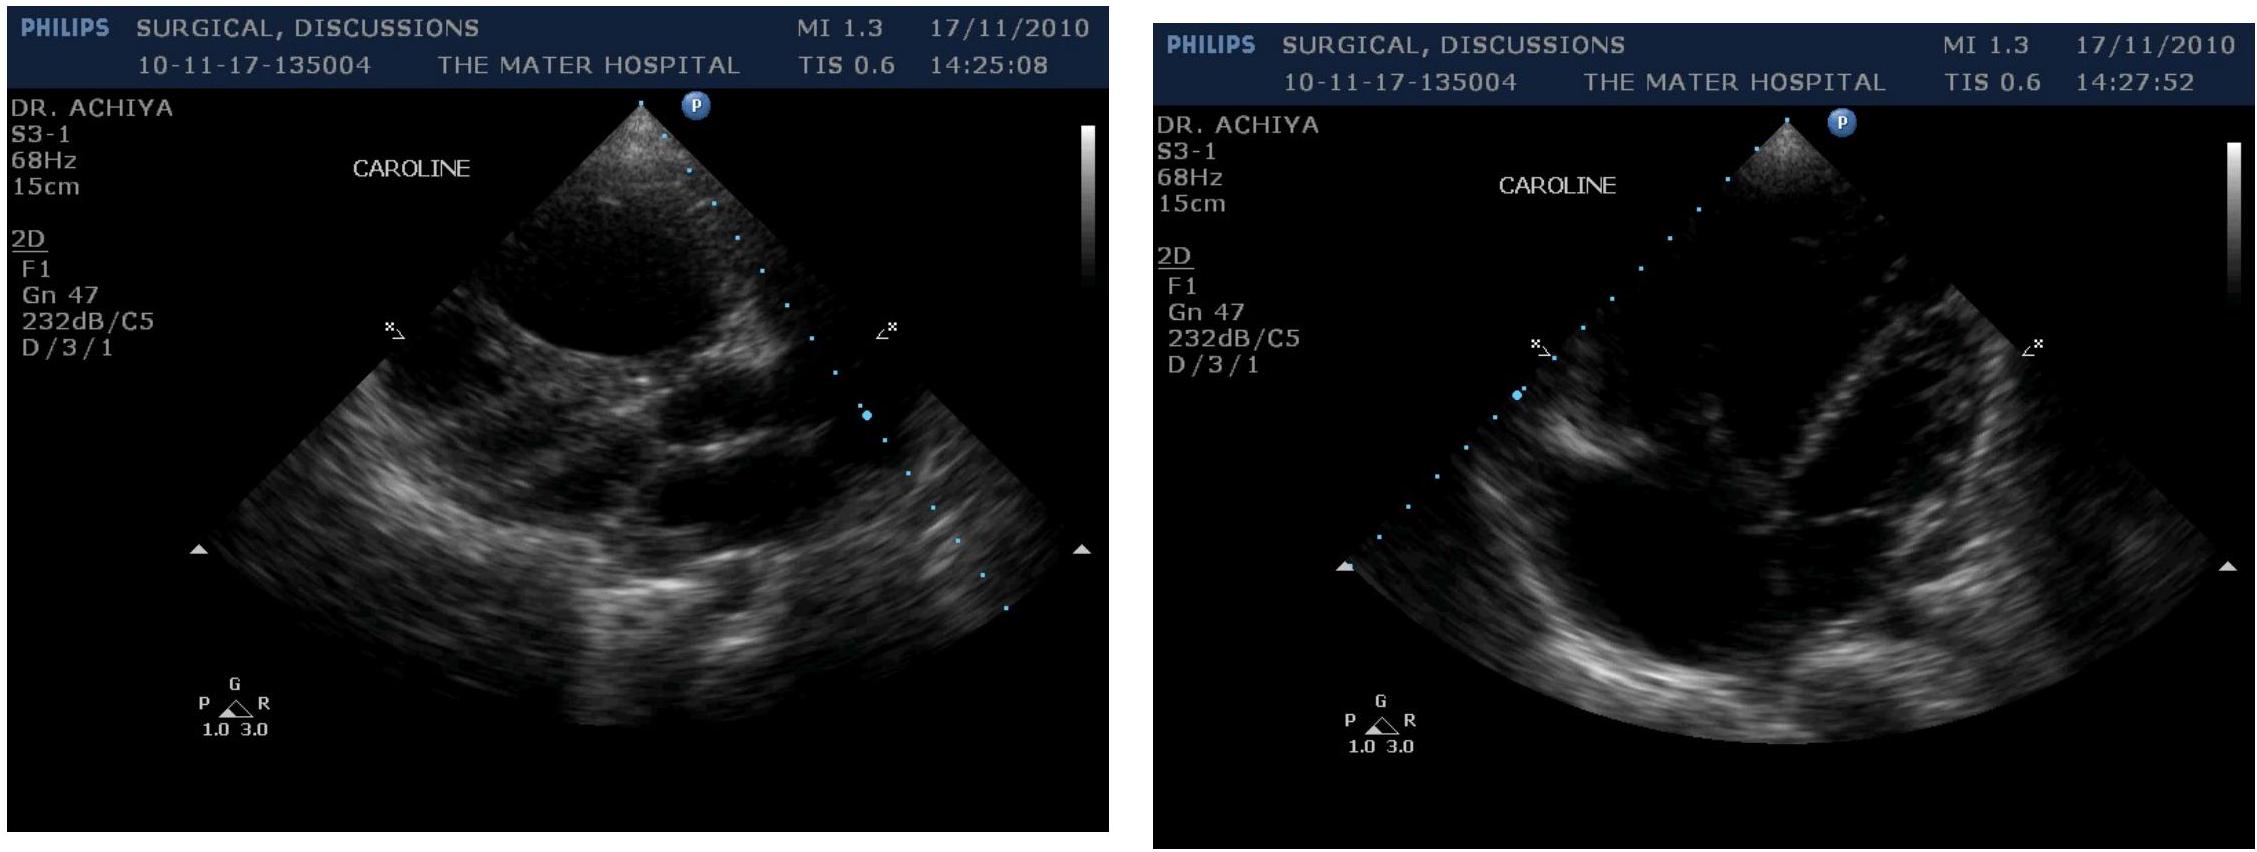 PHILIPS SURGICAL, DISCUSSIONS MI 1.3 17/11/2010
10-11-17-135004 THE MATER HOSPITAL TIS 0.6 14:25:08
DR. ACHIYA
S3-1
68Hz
15cm
2D
F1
Gn 47
232dB/C5
D/3/1
P
CAROLINE
x
x
G
P R
1.0 3.0
PHILIPS SURGICAL, DISCUSSIONS MI 1.3 17/11/2010
10-11-17-135004 THE MATER HOSPITAL TIS 0.6 14:27:52
DR. ACHIYA
S3-1
68Hz
15cm
2D
F1
Gn 47
232dB/C5
D/3/1
P
CAROLINE
x
x
G
P R
1.0 3.0